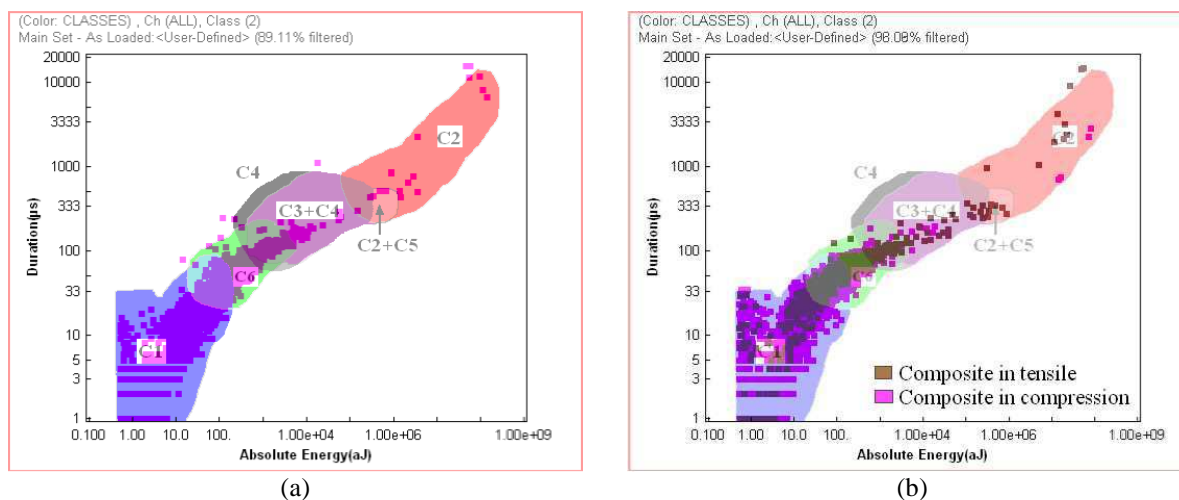 (Color: CLASSES) , Ch (ALL), Class (2)
Main Set - As Loaded:<User-Defined> (89.11% filtered)
20000
10000
3333
1000
333
100
33
10
5
3
1
Duration(µs)
C4
C2
C3+C4
C2+C5
C6
C1
0.100 1.00 10.0 100. 1.00e+04 1.00e+06 1.00e+09
Absolute Energy(aJ)
(a)
(Color: CLASSES) , Ch (ALL), Class (2)
Main Set - As Loaded:<User-Defined> (98.08% filtered)
20000
10000
3333
1000
333
100
33
10
5
3
1
Duration(µs)
C4
C2
C3+C4
C2+C5
C1
Composite in tensile
Composite in compression
0.100 1.00 10.0 100. 1.00e+04 1.00e+06 1.00e+09
Absolute Energy(aJ)
(b)